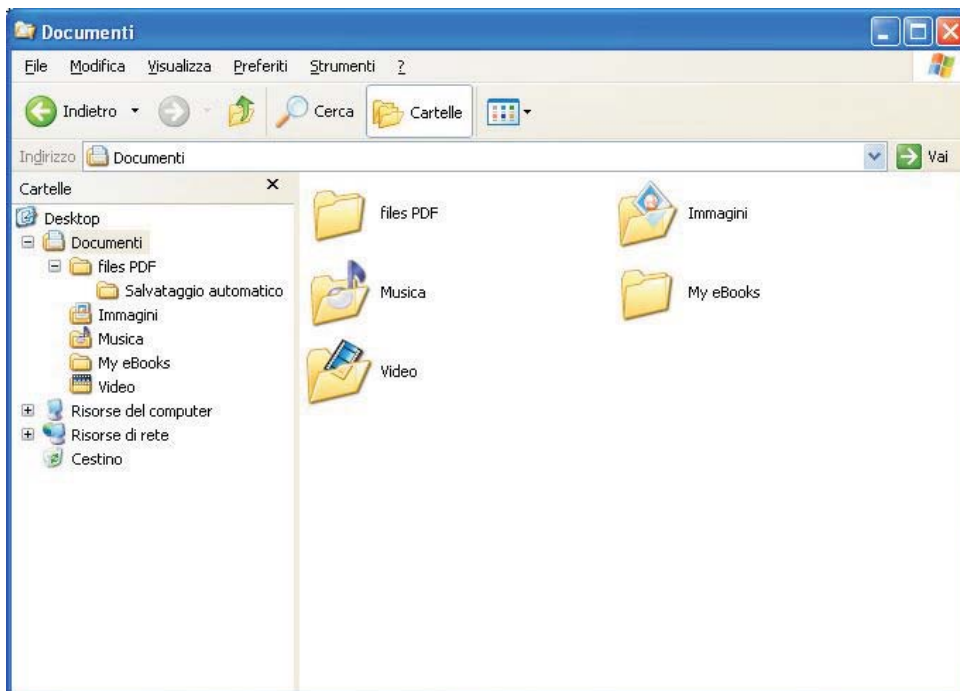 Documenti
File Modifica Visualizza Preferiti Strumenti ?
Indietro Cerca Cartelle
Indirizzo Documenti Vai
Cartelle
Desktop
Documenti
files PDF
Salvataggio automatico
Immagini
Musica
My eBooks
Video
Risorse del computer
Risorse di rete
Cestino
files PDF Immagini
Musica My eBooks
Video